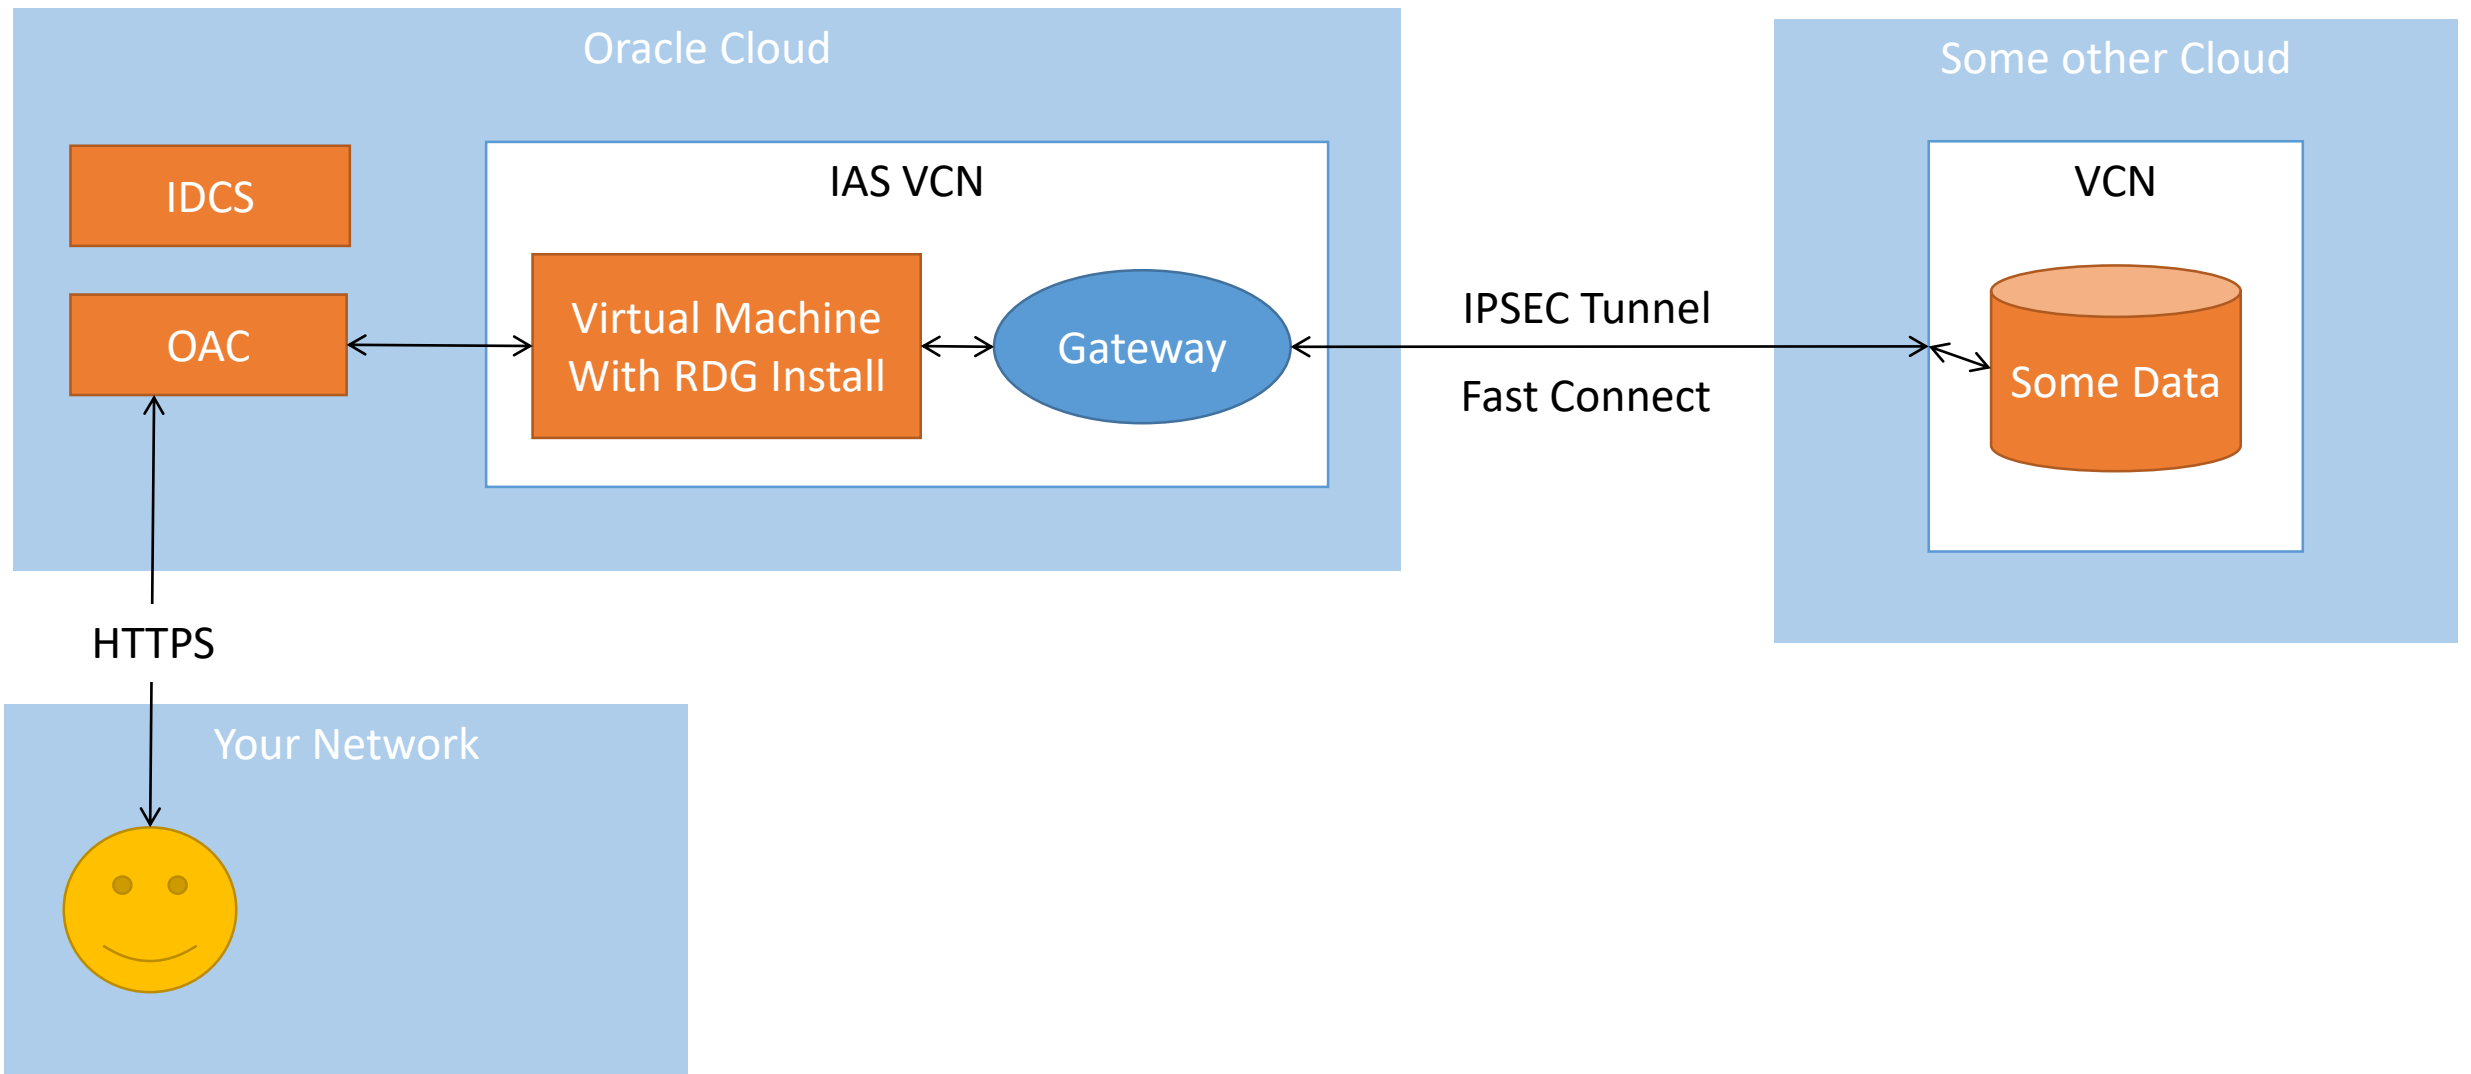 Oracle Cloud
IDCS
OAC
IAS VCN
Virtual Machine
With RDG Install
Gateway
IPSEC Tunnel
Fast Connect
Some other Cloud
VCN
Some Data
HTTPS
Your Network